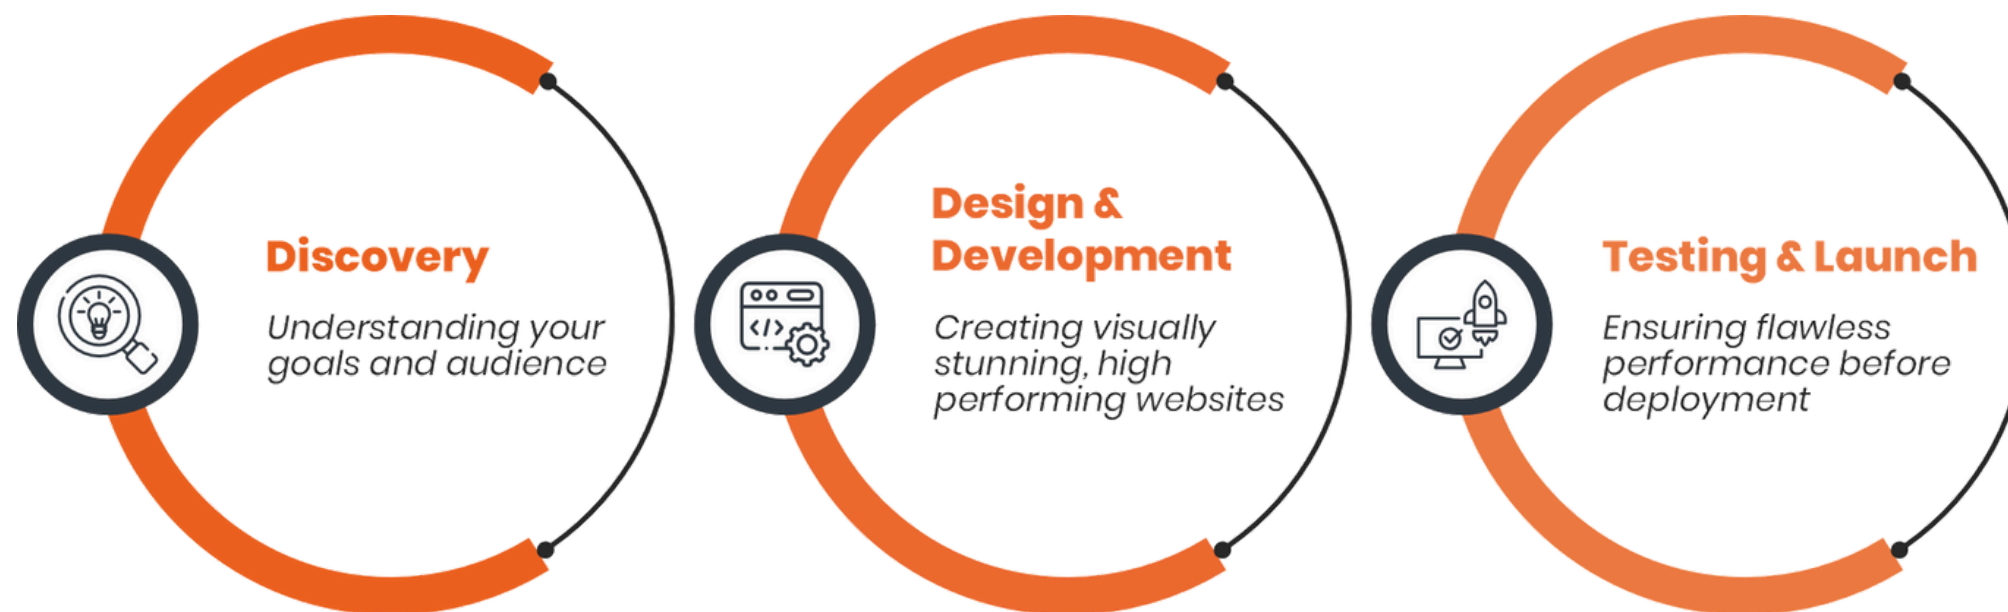 Discovery
Understanding your
goals and audience
Design &
Development
Creating visually
stunning, high
performing websites
Testing & Launch
Ensuring flawless
performance before
deployment